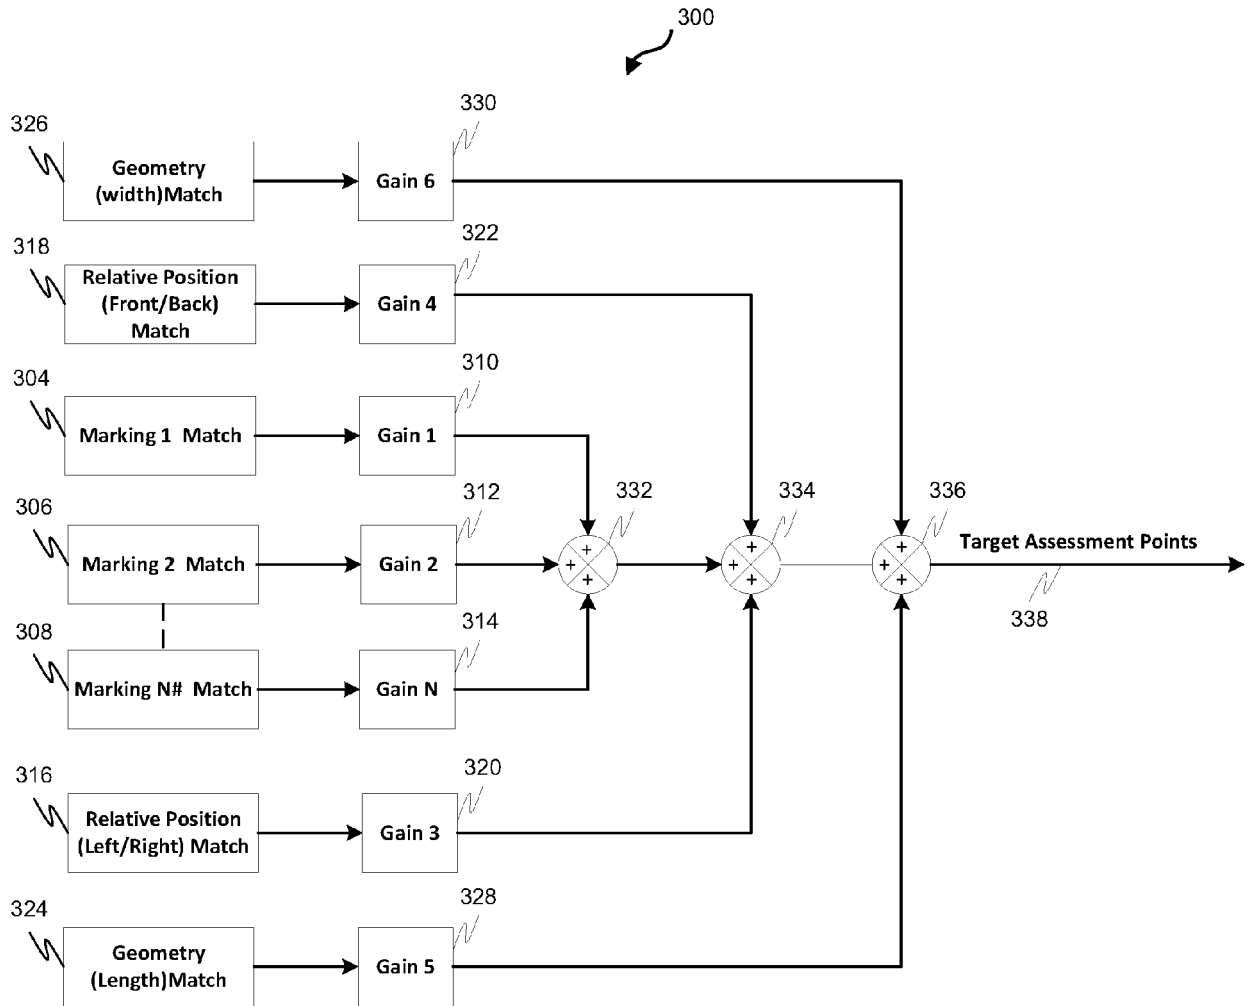 300
326
330
Geometry
(width)Match
Gain 6
318
322
Relative Position
(Front/Back)
Match
Gain 4
304
310
Marking 1 Match
Gain 1
306
312
332
334
336
Marking 2 Match
Gain 2
+
+
+
+
+
+
+
+
+
Target Assessment Points
338
308
314
Marking N# Match
Gain N
316
320
Relative Position
(Left/Right) Match
Gain 3
324
328
Geometry
(Length)Match
Gain 5